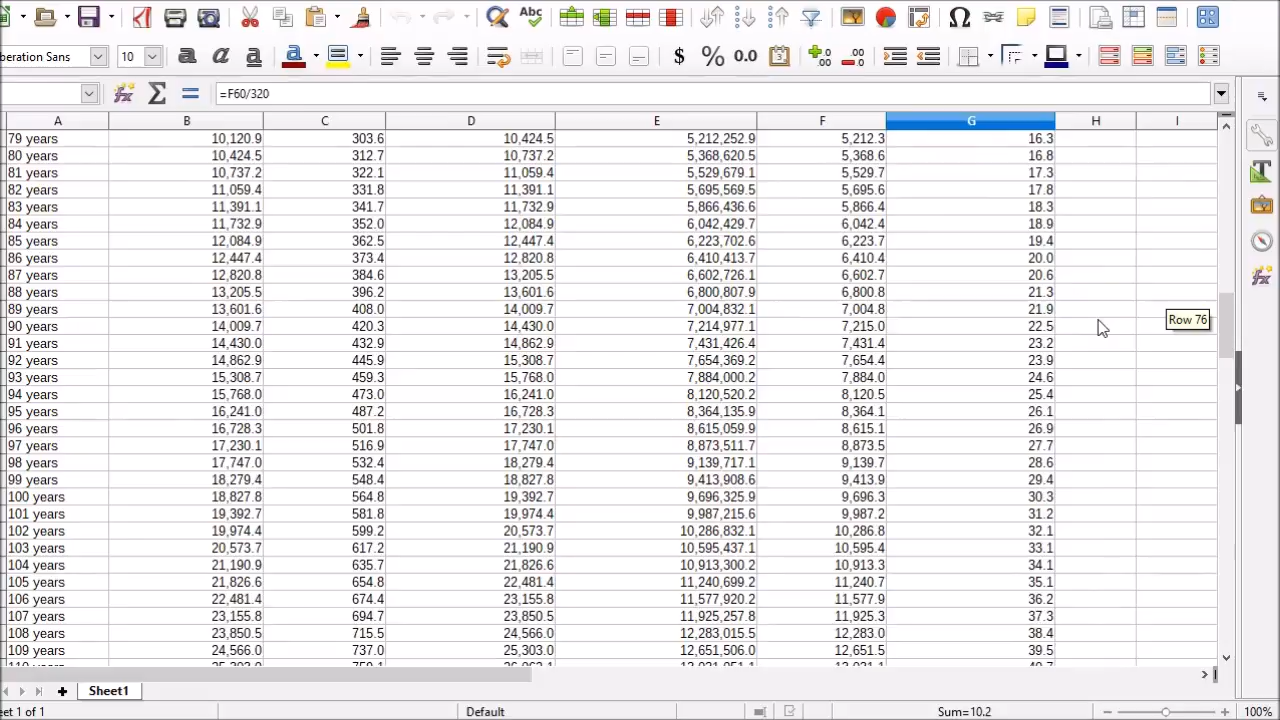 Abc
beration Sans 10 a a a a $ % 0.0
=F60/320
A B C D E F G H I
79 years 10,120.9 303.6 10,424.5 5,212,252.9 5,212.3 16.3
80 years 10,424.5 312.7 10,737.2 5,368,620.5 5,368.6 16.8
81 years 10,737.2 322.1 11,059.4 5,529,679.1 5,529.7 17.3
82 years 11,059.4 331.8 11,391.1 5,695,569.5 5,695.6 17.8
83 years 11,391.1 341.7 11,732.9 5,866,436.6 5,866.4 18.3
84 years 11,732.9 352.0 12,084.9 6,042,429.7 6,042.4 18.9
85 years 12,084.9 362.5 12,447.4 6,223,702.6 6,223.7 19.4
86 years 12,447.4 373.4 12,820.8 6,410,413.7 6,410.4 20.0
87 years 12,820.8 384.6 13,205.5 6,602,726.1 6,602.7 20.6
88 years 13,205.5 396.2 13,601.6 6,800,807.9 6,800.8 21.3
89 years 13,601.6 408.0 14,009.7 7,004,832.1 7,004.8 21.9
90 years 14,009.7 420.3 14,430.0 7,214,977.1 7,215.0 22.5 Row 76
91 years 14,430.0 432.9 14,862.9 7,431,426.4 7,431.4 23.2
92 years 14,862.9 445.9 15,308.7 7,654,369.2 7,654.4 23.9
93 years 15,308.7 459.3 15,768.0 7,884,000.2 7,884.0 24.6
94 years 15,768.0 473.0 16,241.0 8,120,520.2 8,120.5 25.4
95 years 16,241.0 487.2 16,728.3 8,364,135.9 8,364.1 26.1
96 years 16,728.3 501.8 17,230.1 8,615,059.9 8,615.1 26.9
97 years 17,230.1 516.9 17,747.0 8,873,511.7 8,873.5 27.7
98 years 17,747.0 532.4 18,279.4 9,139,717.1 9,139.7 28.6
99 years 18,279.4 548.4 18,827.8 9,413,908.6 9,413.9 29.4
100 years 18,827.8 564.8 19,392.7 9,696,325.9 9,696.3 30.3
101 years 19,392.7 581.8 19,974.4 9,987,215.6 9,987.2 31.2
102 years 19,974.4 599.2 20,573.7 10,286,832.1 10,286.8 32.1
103 years 20,573.7 617.2 21,190.9 10,595,437.1 10,595.4 33.1
104 years 21,190.9 635.7 21,826.6 10,913,300.2 10,913.3 34.1
105 years 21,826.6 654.8 22,481.4 11,240,699.2 11,240.7 35.1
106 years 22,481.4 674.4 23,155.8 11,577,920.2 11,577.9 36.2
107 years 23,155.8 694.7 23,850.5 11,925,257.8 11,925.3 37.3
108 years 23,850.5 715.5 24,566.0 12,283,015.5 12,283.0 38.4
109 years 24,566.0 737.0 25,303.0 12,651,506.0 12,651.5 39.5
Sheet1
eet 1 of 1 Default Sum=10.2 100%